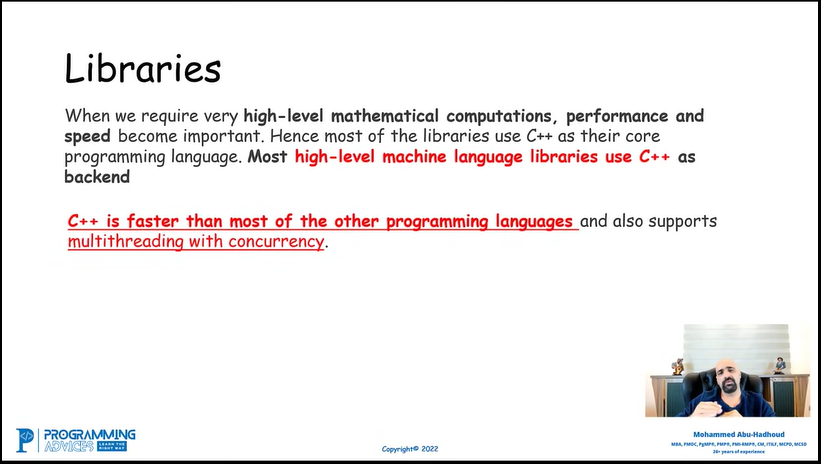 Libraries
When we require very high-level mathematical computations, performance and
speed become important. Hence most of the libraries use C++ as their core
programming language. Most high-level machine language libraries use C++ as
backend
C++ is faster than most of the other programming languages and also supports
multithreading with concurrency.
PROGRAMMING
ADVICES LEARN THE RIGHT WAY
Copyright© 2022
Mohammed Abu-Hadhoud
MBA, PMOC, PgMP®, PMP®, PMI-RMP®, CM, ITILF, MCPD, MCSD
26+ years of experience